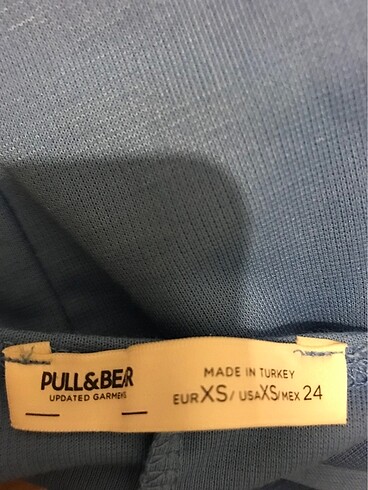 PULL&BEAR
UPDATED GARMENTS
MADE IN TURKEY
EUR XS / USA XS / MEX 24